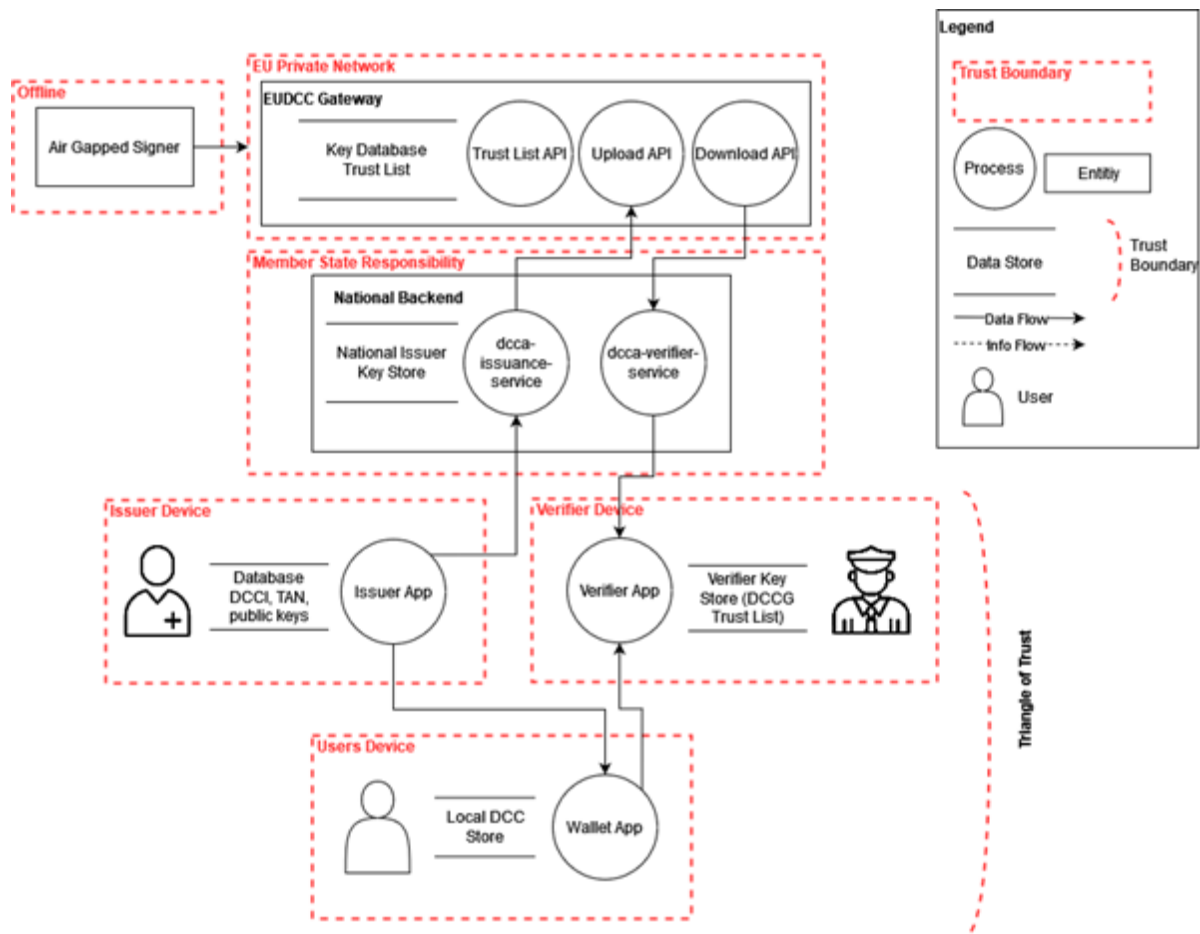 Offline
Air Gapped Signer
EU Private Network
EUDCC Gateway
Key Database
Trust List
Trust List API
Upload API
Download API
Member State Responsibility
National Backend
National Issuer
Key Store
dcca-
issuance-
service
dcca-verifier-
service
Issuer Device
Database
DCCI, TAN,
public keys
Issuer App
Verifier Device
Verifier App
Verifier Key
Store (DCCG
Trust List)
Users Device
Local DCC
Store
Wallet App
Triangle of Trust
Legend
Trust Boundary
Process
Entitiy
Data Store
Trust
Boundary
Data Flow
Info Flow
User